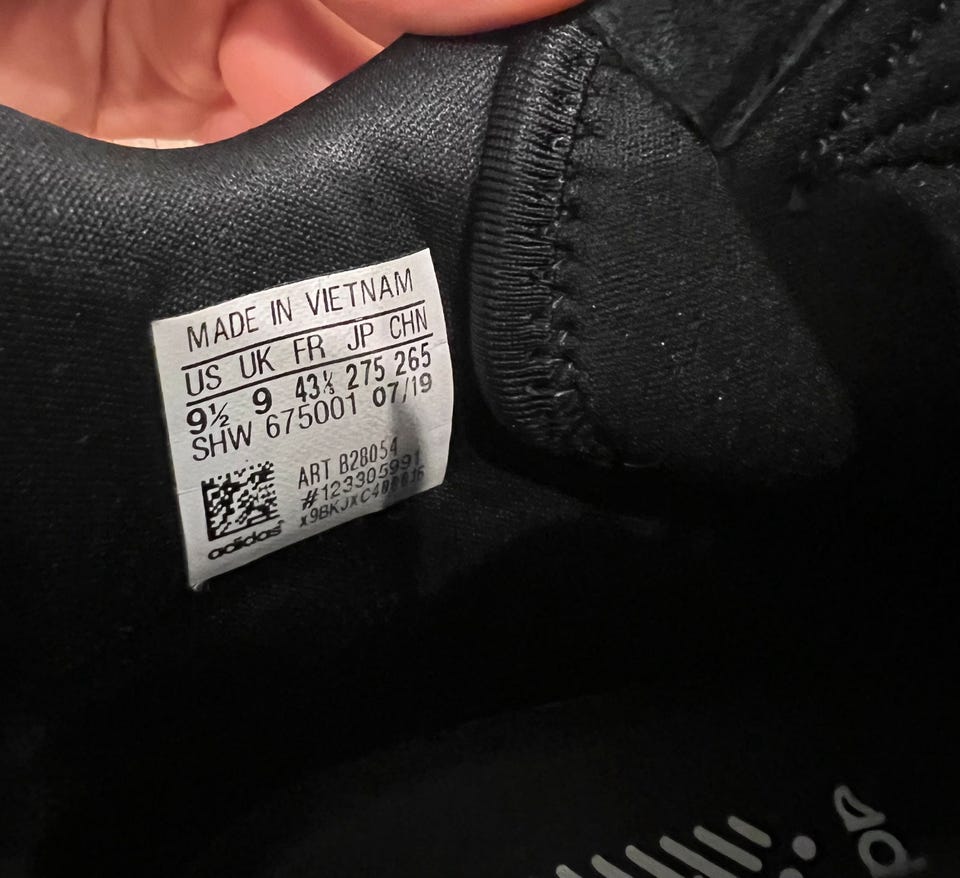 MADE IN VIETNAM
US UK FR JP CHN
9½ 9 43⅓ 275 265
SHW 675001 07/19
ART B28054
#123305991
adidas